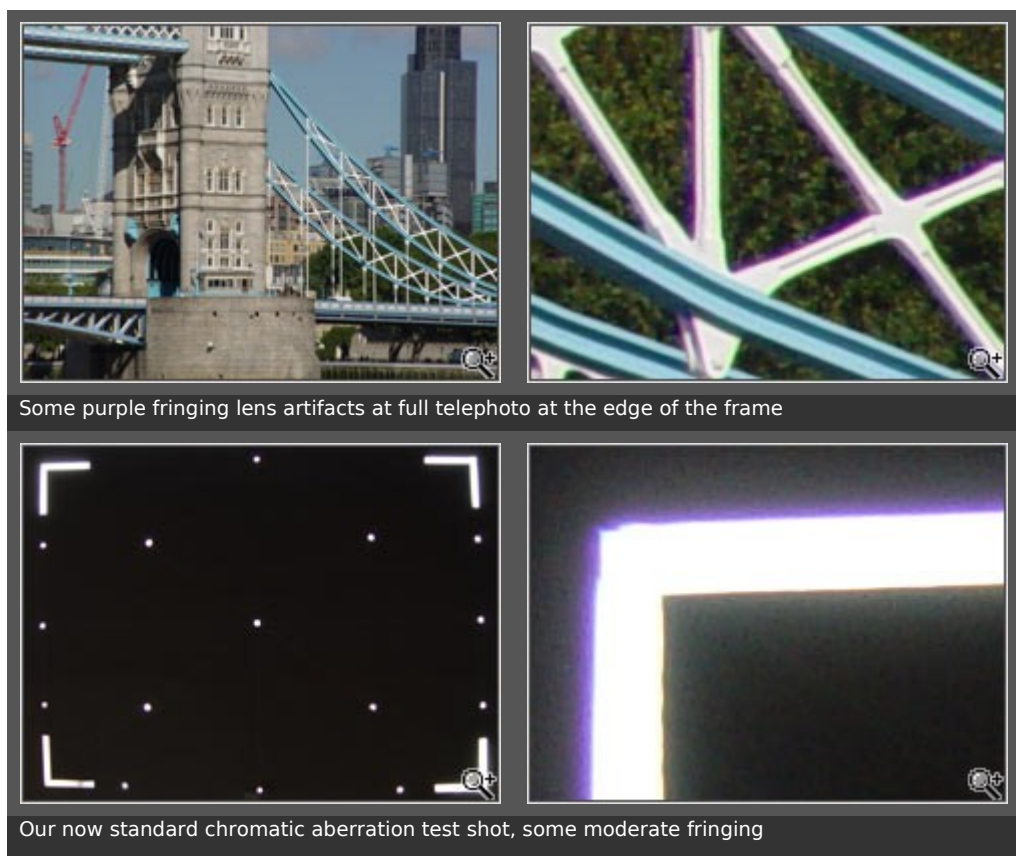 Some purple fringing lens artifacts at full telephoto at the edge of the frame
Our now standard chromatic aberration test shot, some moderate fringing